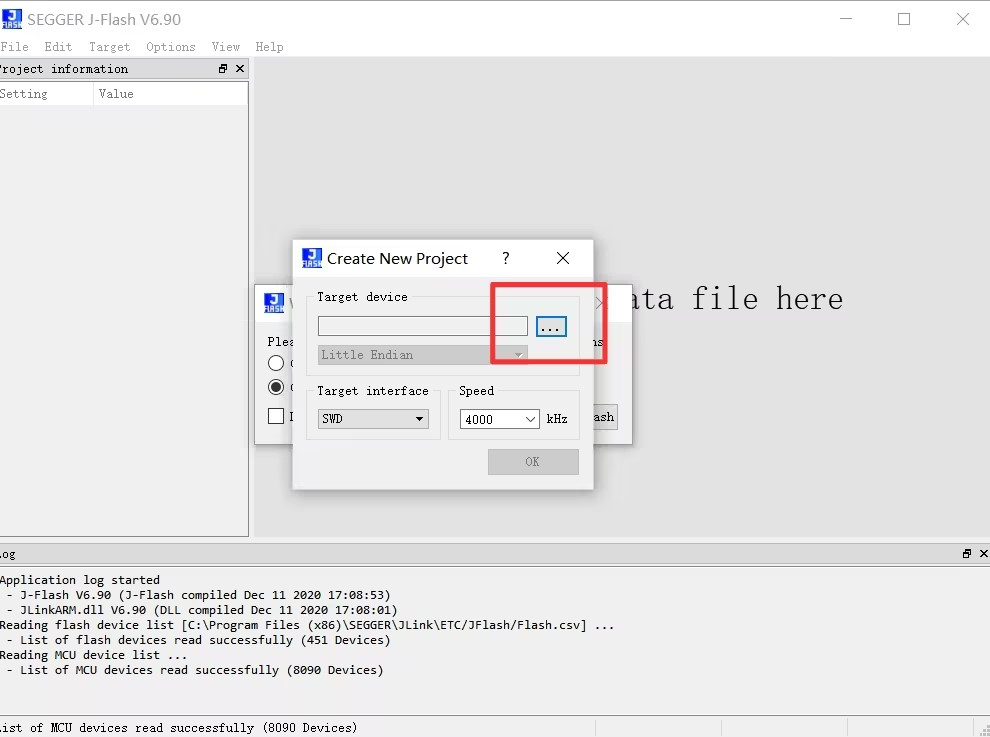 SEGGER J-Flash V6.90
File Edit Target Options View Help
Project information
Setting Value
ata file here
Create New Project ?
Target device
...
Little Endian
Target interface
SWD
Speed
4000 kHz
OK
Plea
ns
ash
Log
Application log started
- J-Flash V6.90 (J-Flash compiled Dec 11 2020 17:08:53)
- JLinkARM.dll V6.90 (DLL compiled Dec 11 2020 17:08:01)
Reading flash device list [C:\Program Files (x86)\SEGGER\JLink\ETC/JFlash/Flash.csv] ...
- List of flash devices read successfully (451 Devices)
Reading MCU device list ...
- List of MCU devices read successfully (8090 Devices)
List of MCU devices read successfully (8090 Devices)